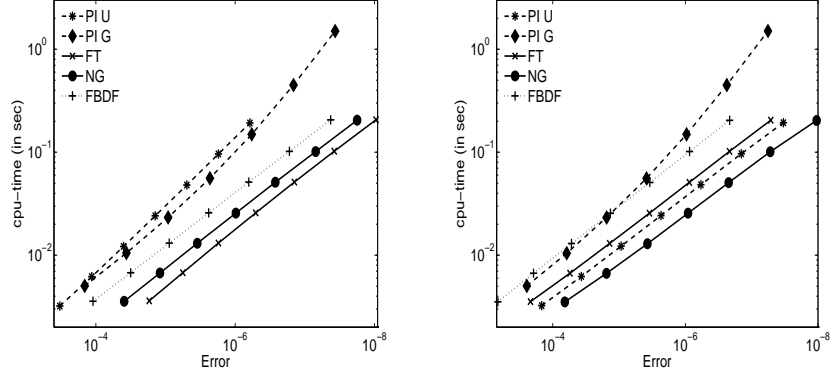 PI U
PI G
FT
NG
FBDF
10^0
10^-1
10^-2
cpu−time (in sec)
10^-4
10^-6
10^-8
Error
PI U
PI G
FT
NG
FBDF
10^0
10^-1
10^-2
cpu−time (in sec)
10^-4
10^-6
10^-8
Error